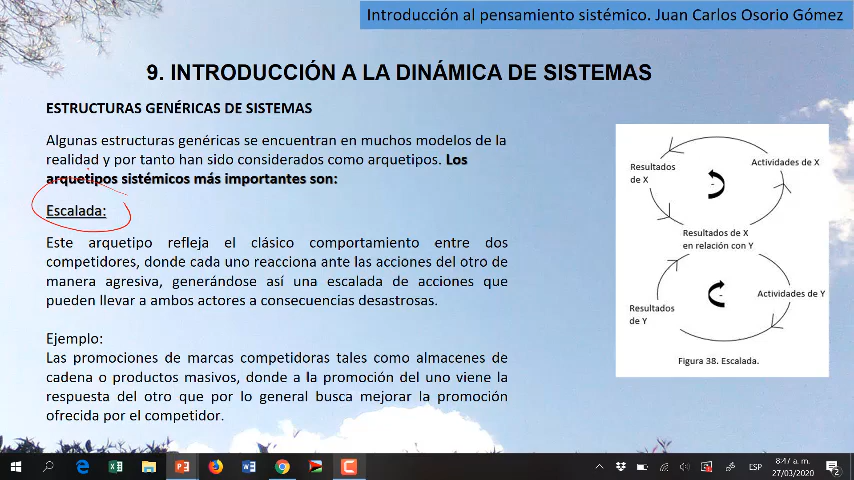 Introducción al pensamiento sistémico. Juan Carlos Osorio Gómez
9. INTRODUCCIÓN A LA DINÁMICA DE SISTEMAS
ESTRUCTURAS GENÉRICAS DE SISTEMAS
Algunas estructuras genéricas se encuentran en muchos modelos de la
realidad y por tanto han sido considerados como arquetipos. Los
arquetipos sistémicos más importantes son:
Escalada:
Este arquetipo refleja el clásico comportamiento entre dos
competidores, donde cada uno reacciona ante las acciones del otro de
manera agresiva, generándose así una escalada de acciones que
pueden llevar a ambos actores a consecuencias desastrosas.
Ejemplo:
Las promociones de marcas competidoras tales como almacenes de
cadena o productos masivos, donde a la promoción del uno viene la
respuesta del otro que por lo general busca mejorar la promoción
ofrecida por el competidor.
Resultados
de X
Actividades de X
Resultados de X
en relación con Y
Resultados
de Y
Actividades de Y
Figura 38. Escalada.
ESP
8:47 a. m.
27/03/2020
2